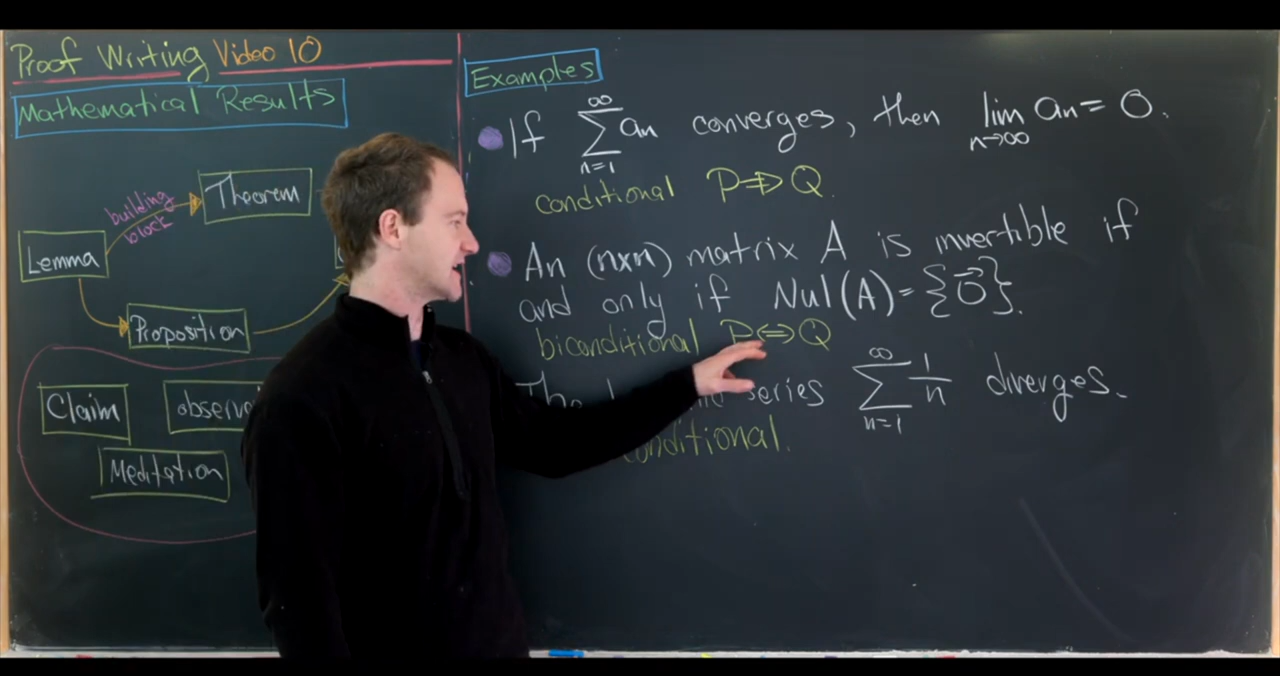 Proof Writing Video 10
Mathematical Results
building block
Theorem
Lemma
Proposition
Claim
Meditation
Examples
If ∑_{n=1}^{∞} an converges, then lim_{n→∞} an = 0.
conditional P⇒Q.
An (n×n) matrix A is invertible if
and only if Nul(A) = {0⃗}.
biconditional P⇔Q
series ∑_{n=1}^{∞} 1/n diverges.